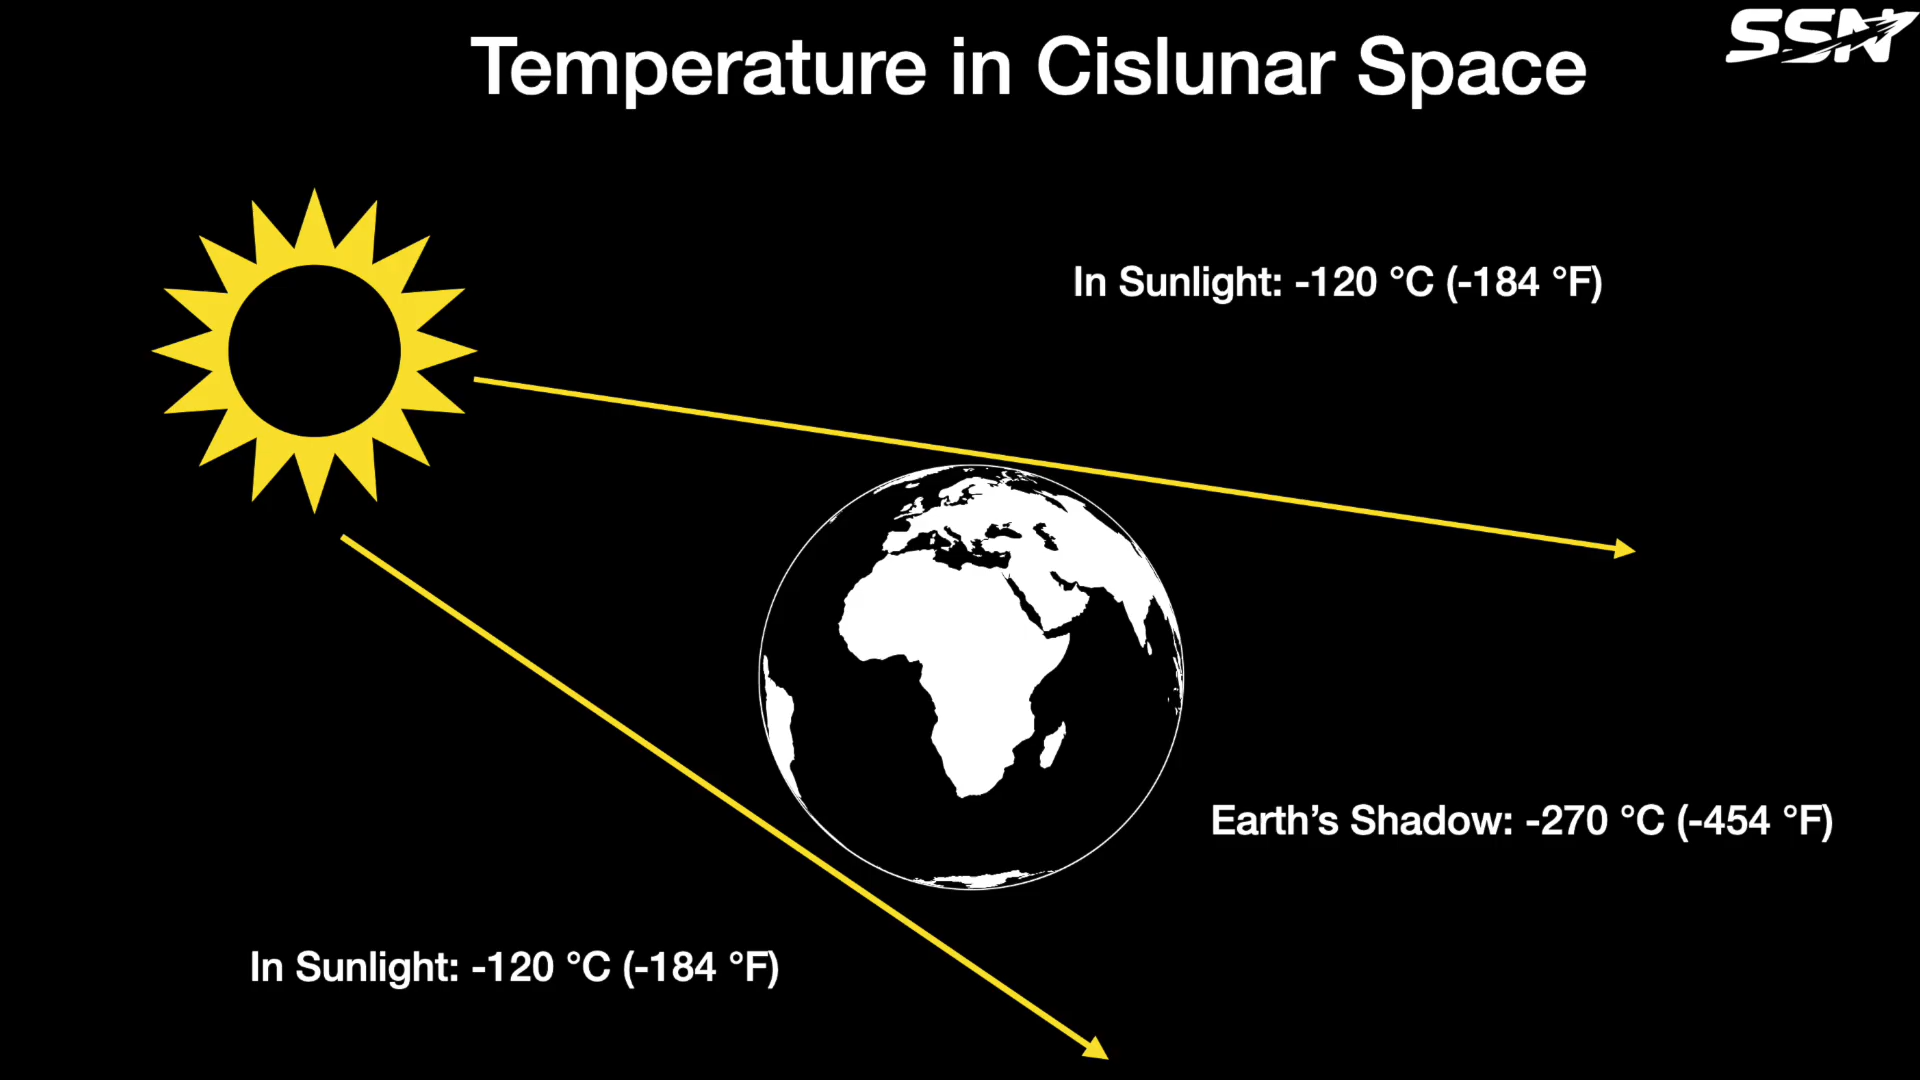 SSN
Temperature in Cislunar Space
In Sunlight: -120 °C (-184 °F)
Earth’s Shadow: -270 °C (-454 °F)
In Sunlight: -120 °C (-184 °F)